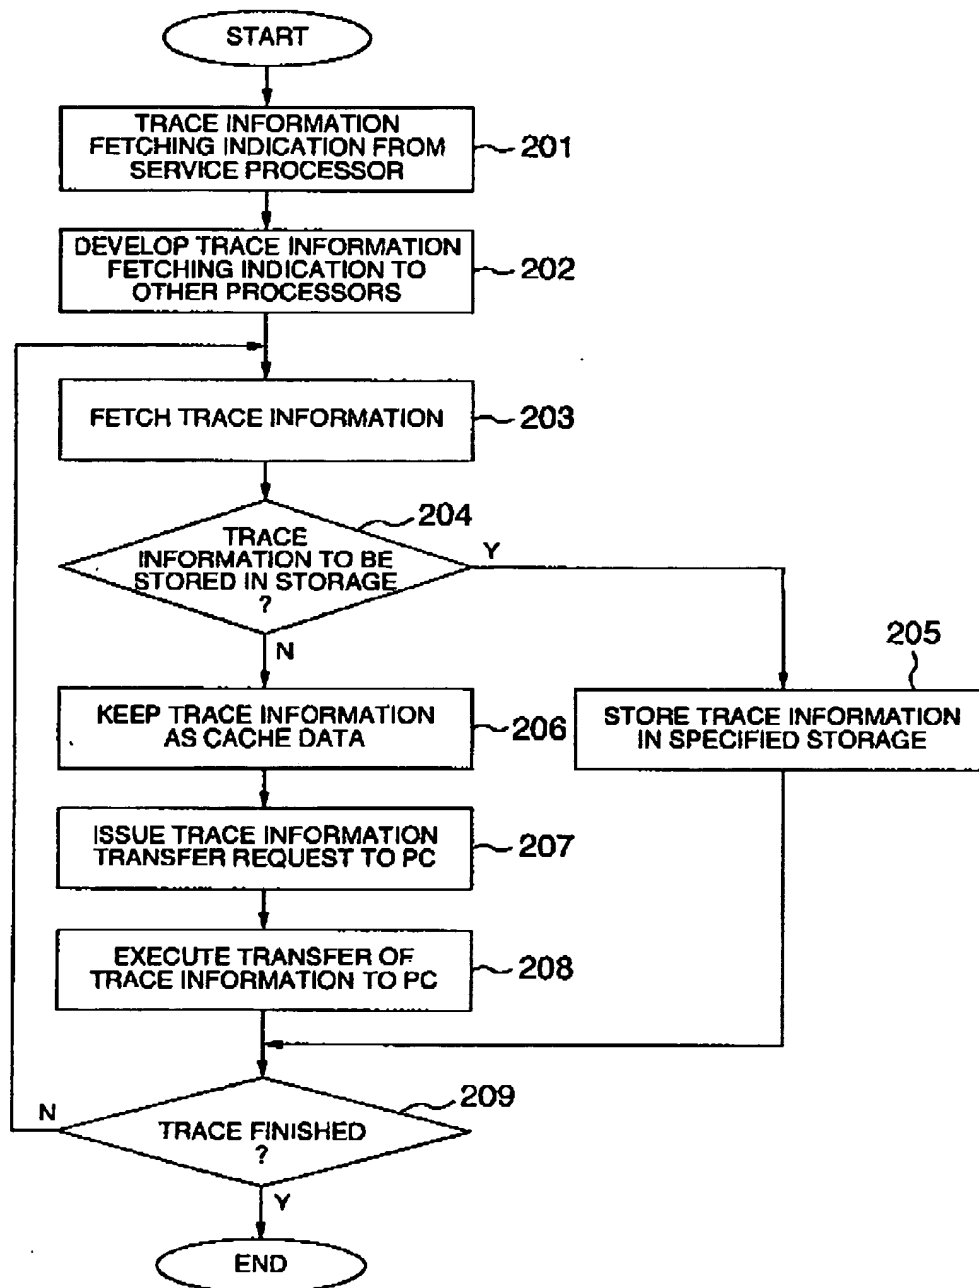 START
TRACE INFORMATION
FETCHING INDICATION FROM
SERVICE PROCESSOR
201
DEVELOP TRACE INFORMATION
FETCHING INDICATION TO
OTHER PROCESSORS
202
FETCH TRACE INFORMATION
203
204
TRACE
INFORMATION TO BE
STORED IN STORAGE
?
Y
N
205
KEEP TRACE INFORMATION
AS CACHE DATA
206
STORE TRACE INFORMATION
IN SPECIFIED STORAGE
ISSUE TRACE INFORMATION
TRANSFER REQUEST TO PC
207
EXECUTE TRANSFER OF
TRACE INFORMATION TO PC
208
209
N
TRACE FINISHED
?
Y
END